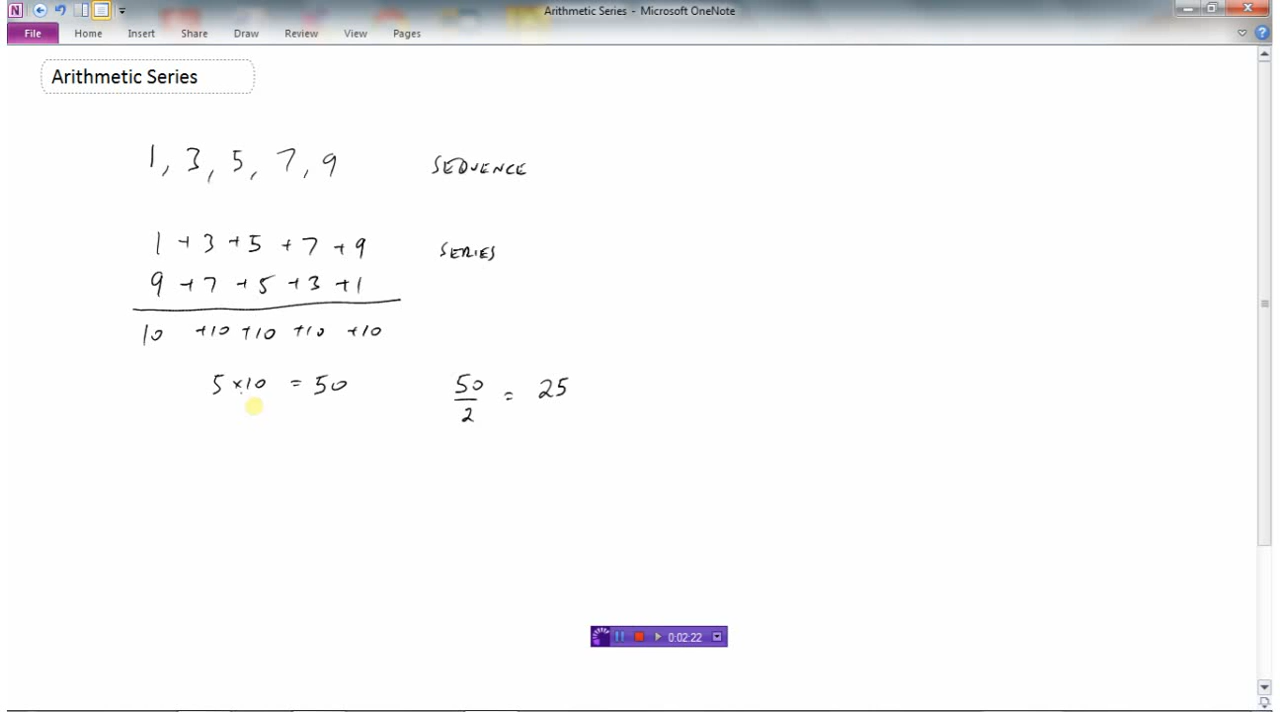 Arithmetic Series - Microsoft OneNote
File Home Insert Share Draw Review View Pages
Arithmetic Series
1, 3, 5, 7, 9 SEQUENCE
1 + 3 + 5 + 7 + 9 SERIES
9 + 7 + 5 + 3 + 1
10 +10 +10 +10 +10
5 × 10 = 50 50/2 = 25
0:02:22